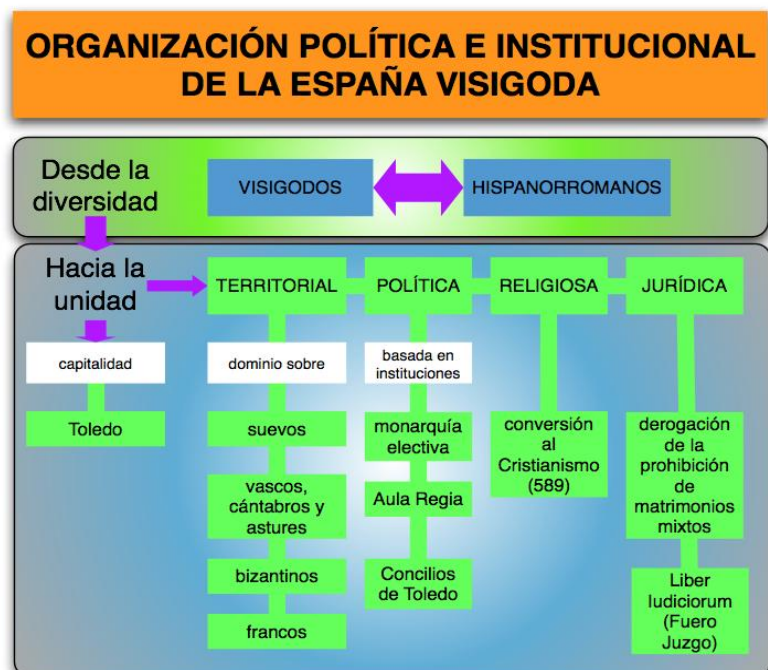 ORGANIZACIÓN POLÍTICA E INSTITUCIONAL
DE LA ESPAÑA VISIGODA
Desde la
diversidad
VISIGODOS
HISPANORROMANOS
Hacia la
unidad
capitalidad
Toledo
TERRITORIAL
dominio sobre
suevos
vascos,
cántabros y
astures
bizantinos
francos
POLÍTICA
basada en
instituciones
monarquía
electiva
Aula Regia
Concilios
de Toledo
RELIGIOSA
conversión
al
Cristianismo
(589)
JURÍDICA
derogación
de la
prohibición
de
matrimonios
mixtos
Liber
Iudiciorum
(Fuero
Juzgo)